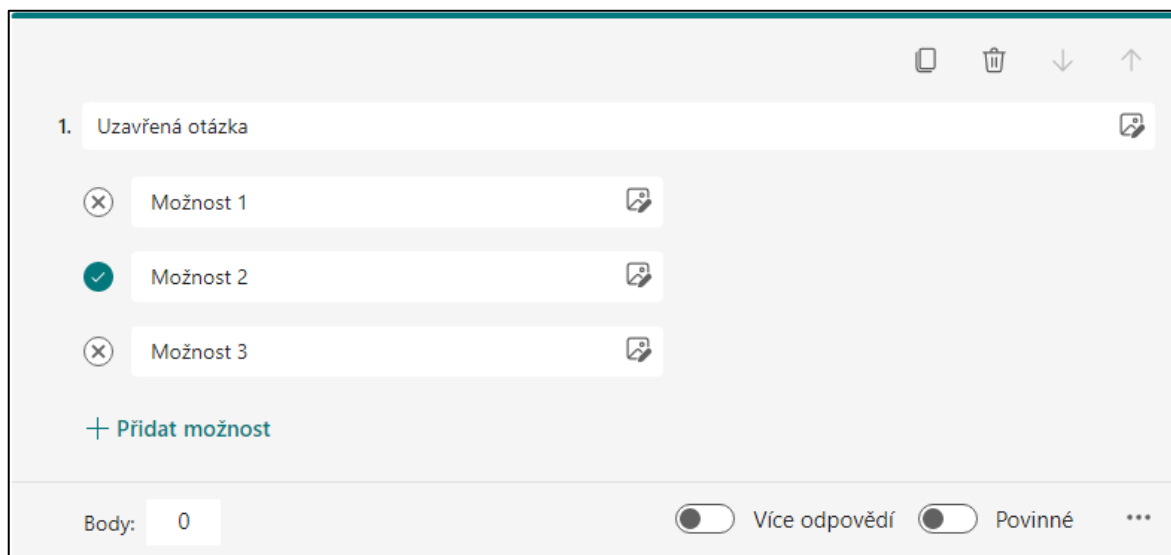 1. Uzavřená otázka
Možnost 1
Možnost 2
Možnost 3
Přidat možnost
Body: 0 Více odpovědí Povinné